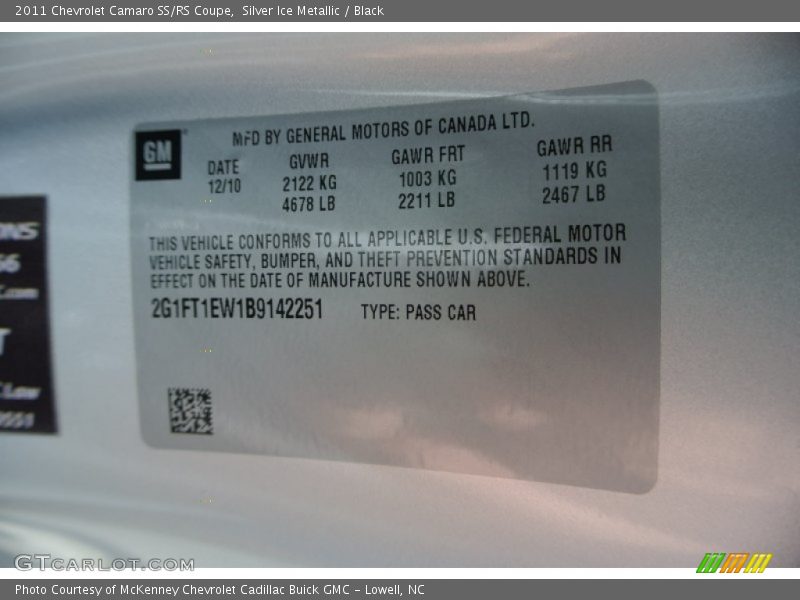 2011 Chevrolet Camaro SS/RS Coupe,  Silver Ice Metallic / Black
GM
MFD BY GENERAL MOTORS OF CANADA LTD.
DATE GVWR GAWR FRT GAWR RR
12/10 2122 KG 1003 KG 1119 KG
4678 LB 2211 LB 2467 LB
THIS VEHICLE CONFORMS TO ALL APPLICABLE U.S. FEDERAL MOTOR
VEHICLE SAFETY, BUMPER, AND THEFT PREVENTION STANDARDS IN
EFFECT ON THE DATE OF MANUFACTURE SHOWN ABOVE.
2G1FT1EW1B9142251 TYPE: PASS CAR
GTCARLOT.COM
Photo Courtesy of McKenney Chevrolet Cadillac Buick GMC – Lowell, NC